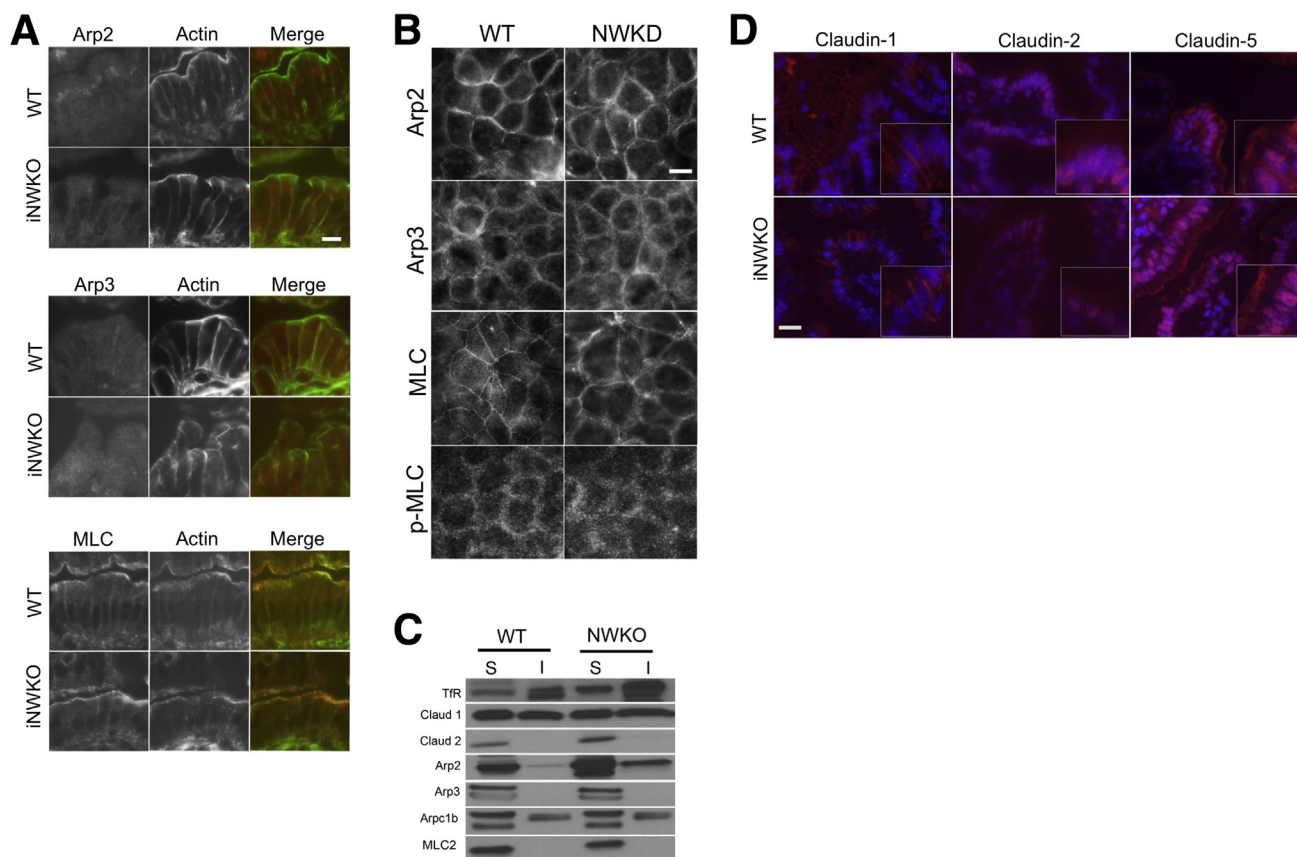 A
Arp2 Actin Merge
WT
iNWKO
Arp3 Actin Merge
WT
iNWKO
MLC Actin Merge
WT
iNWKO
B
WT NWKD
Arp2
Arp3
MLC
p-MLC
C
WT NWKO
S I S I
TfR
Claud 1
Claud 2
Arp2
Arp3
Arpc1b
MLC2
D
Claudin-1 Claudin-2 Claudin-5
WT
iNWKO